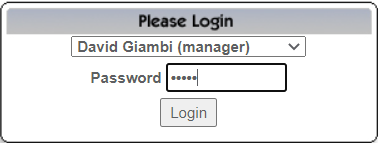 Please Login
David Giambi (manager)
Password •••••
Login